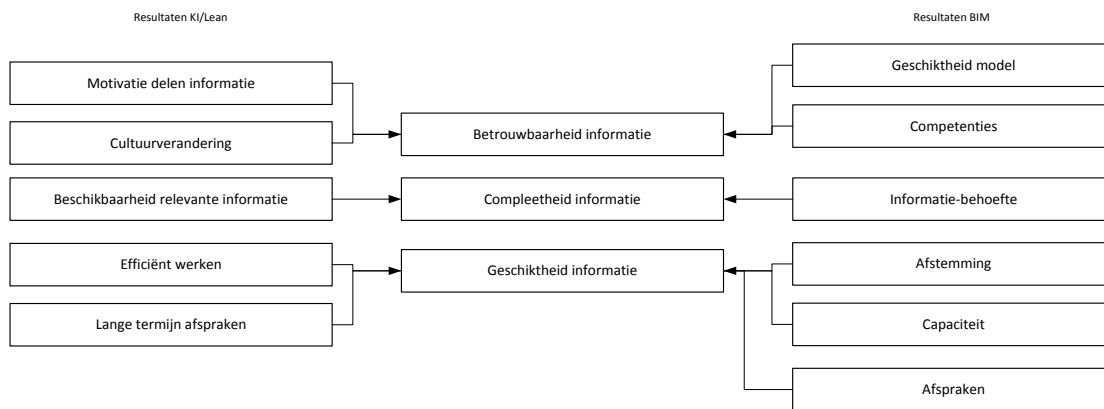 Resultaten KI/Lean
Resultaten BIM
Motivatie delen informatie
Geschiktheid model
Cultuurverandering
Betrouwbaarheid informatie
Competenties
Beschikbaarheid relevante informatie
Compleetheid informatie
Informatie-behoefte
Efficiënt werken
Geschiktheid informatie
Afstemming
Lange termijn afspraken
Capaciteit
Afspraken